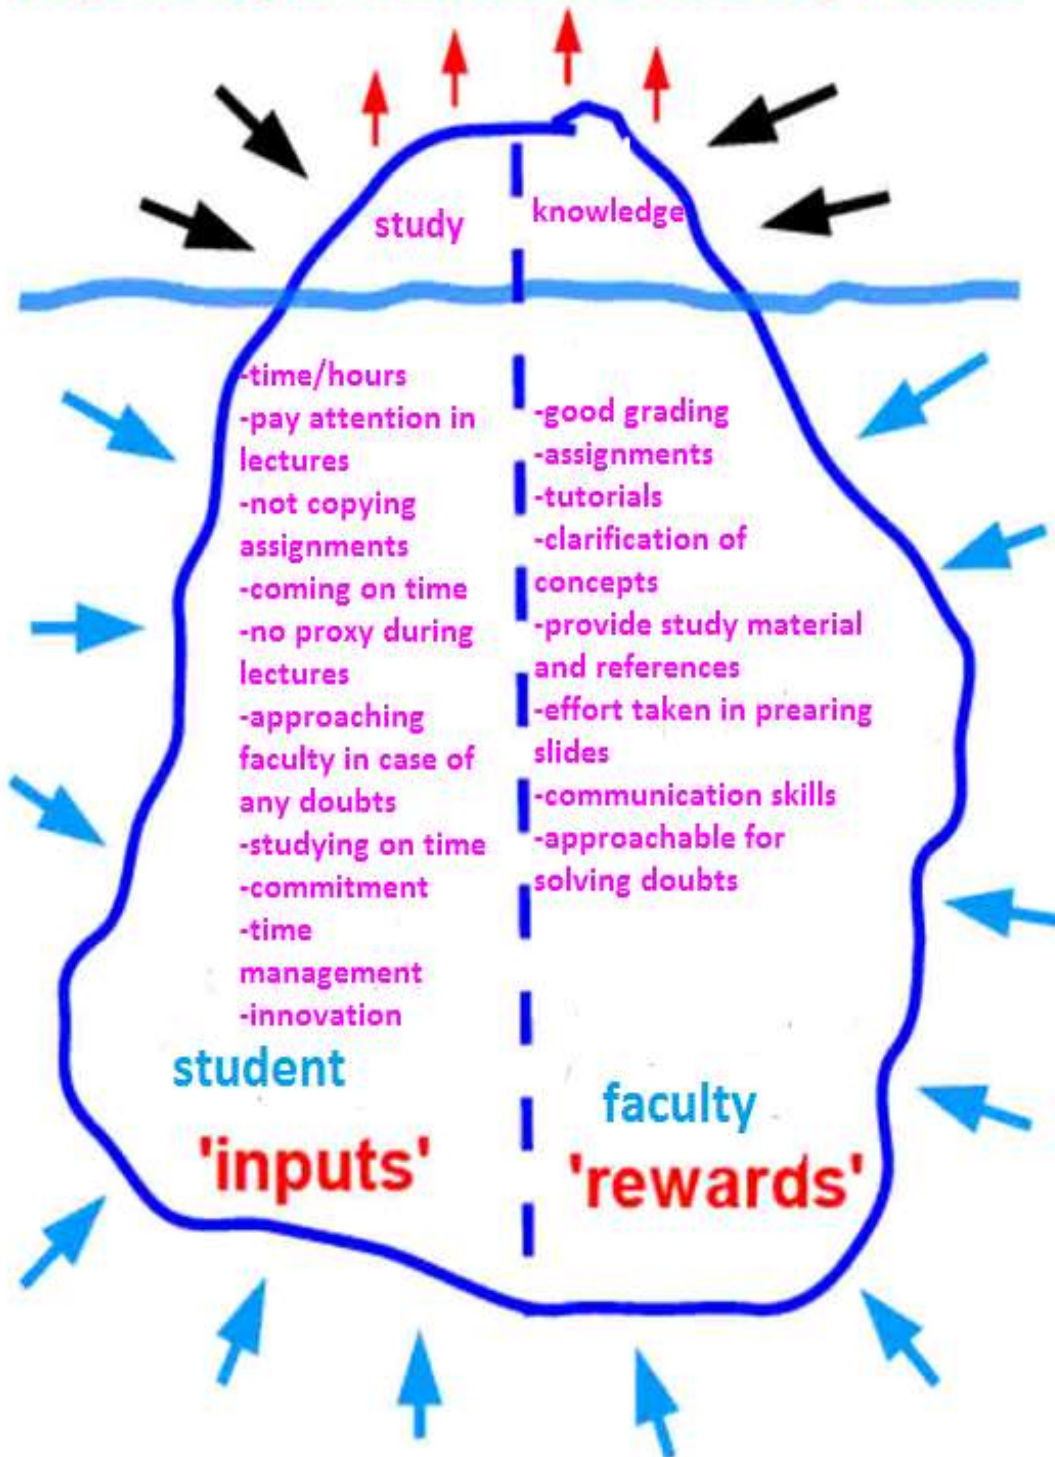 study
knowledge
-time/hours
-pay attention in
lectures
-not copying
assignments
-coming on time
-no proxy during
lectures
-approaching
faculty in case of
any doubts
-studying on time
-commitment
-time
management
-innovation
student
'inputs'
-good grading
-assignments
-tutorials
-clarification of
concepts
-provide study material
and references
-effort taken in prearing
slides
-communication skills
-approachable for
solving doubts
faculty
'rewards'